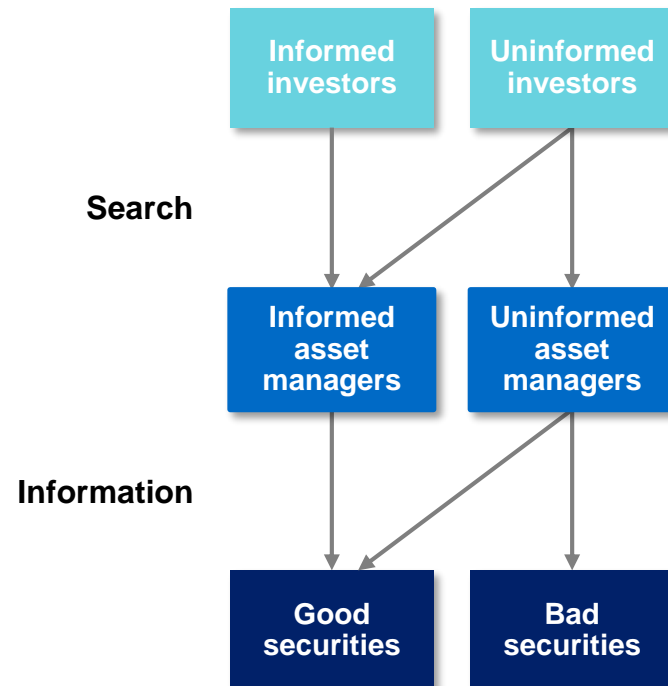 Informed
investors
Uninformed
investors
Search
Informed
asset
managers
Uninformed
asset
managers
Information
Good
securities
Bad
securities